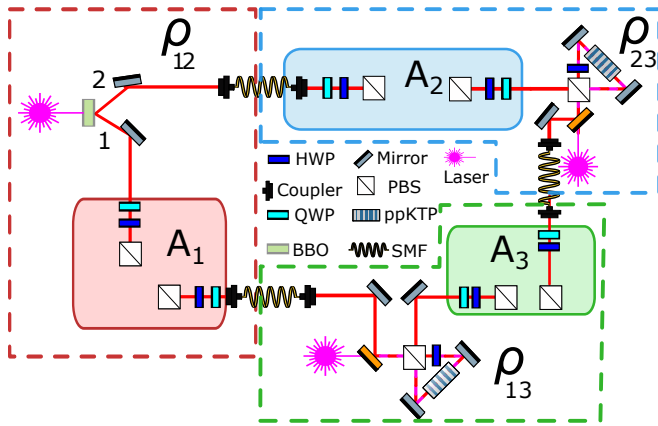 ρ12
ρ23
2
1
A2
HWP
Mirror
Laser
Coupler
PBS
QWP
ppKTP
BBO
SMF
A1
A3
ρ13